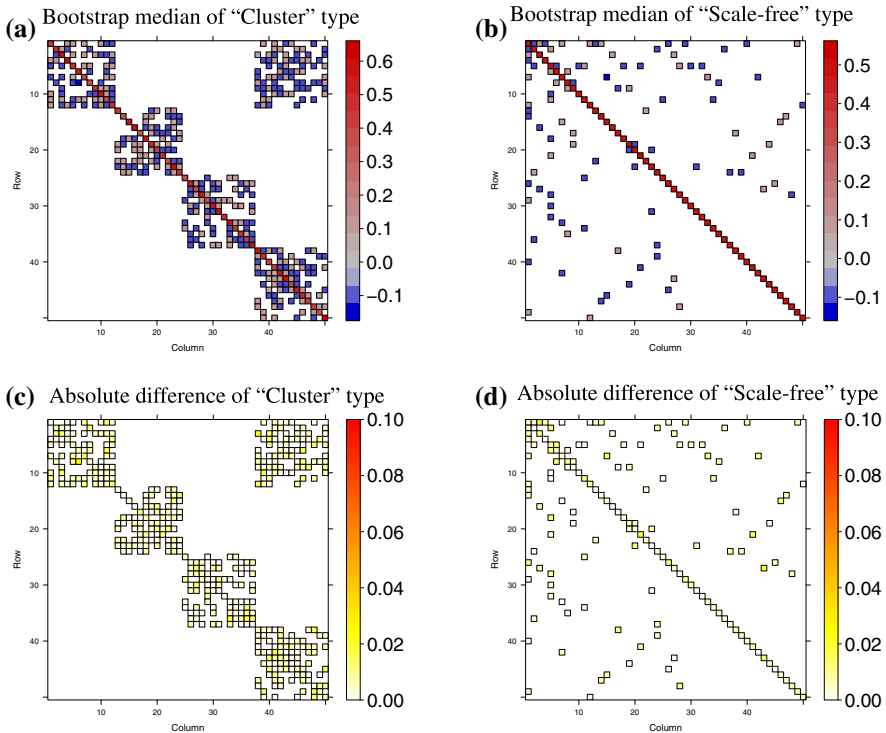 (a) Bootstrap median of “Cluster” type
10
20
30
40
Row
10 20 30 40
Column
0.6
0.5
0.4
0.3
0.2
0.1
0.0
−0.1
(b) Bootstrap median of “Scale-free” type
10
20
30
40
Row
10 20 30 40
Column
0.5
0.4
0.3
0.2
0.1
0.0
−0.1
(c) Absolute difference of “Cluster” type
10
20
30
40
Row
10 20 30 40
Column
0.10
0.08
0.06
0.04
0.02
0.00
(d) Absolute difference of “Scale-free” type
10
20
30
40
Row
10 20 30 40
Column
0.10
0.08
0.06
0.04
0.02
0.00